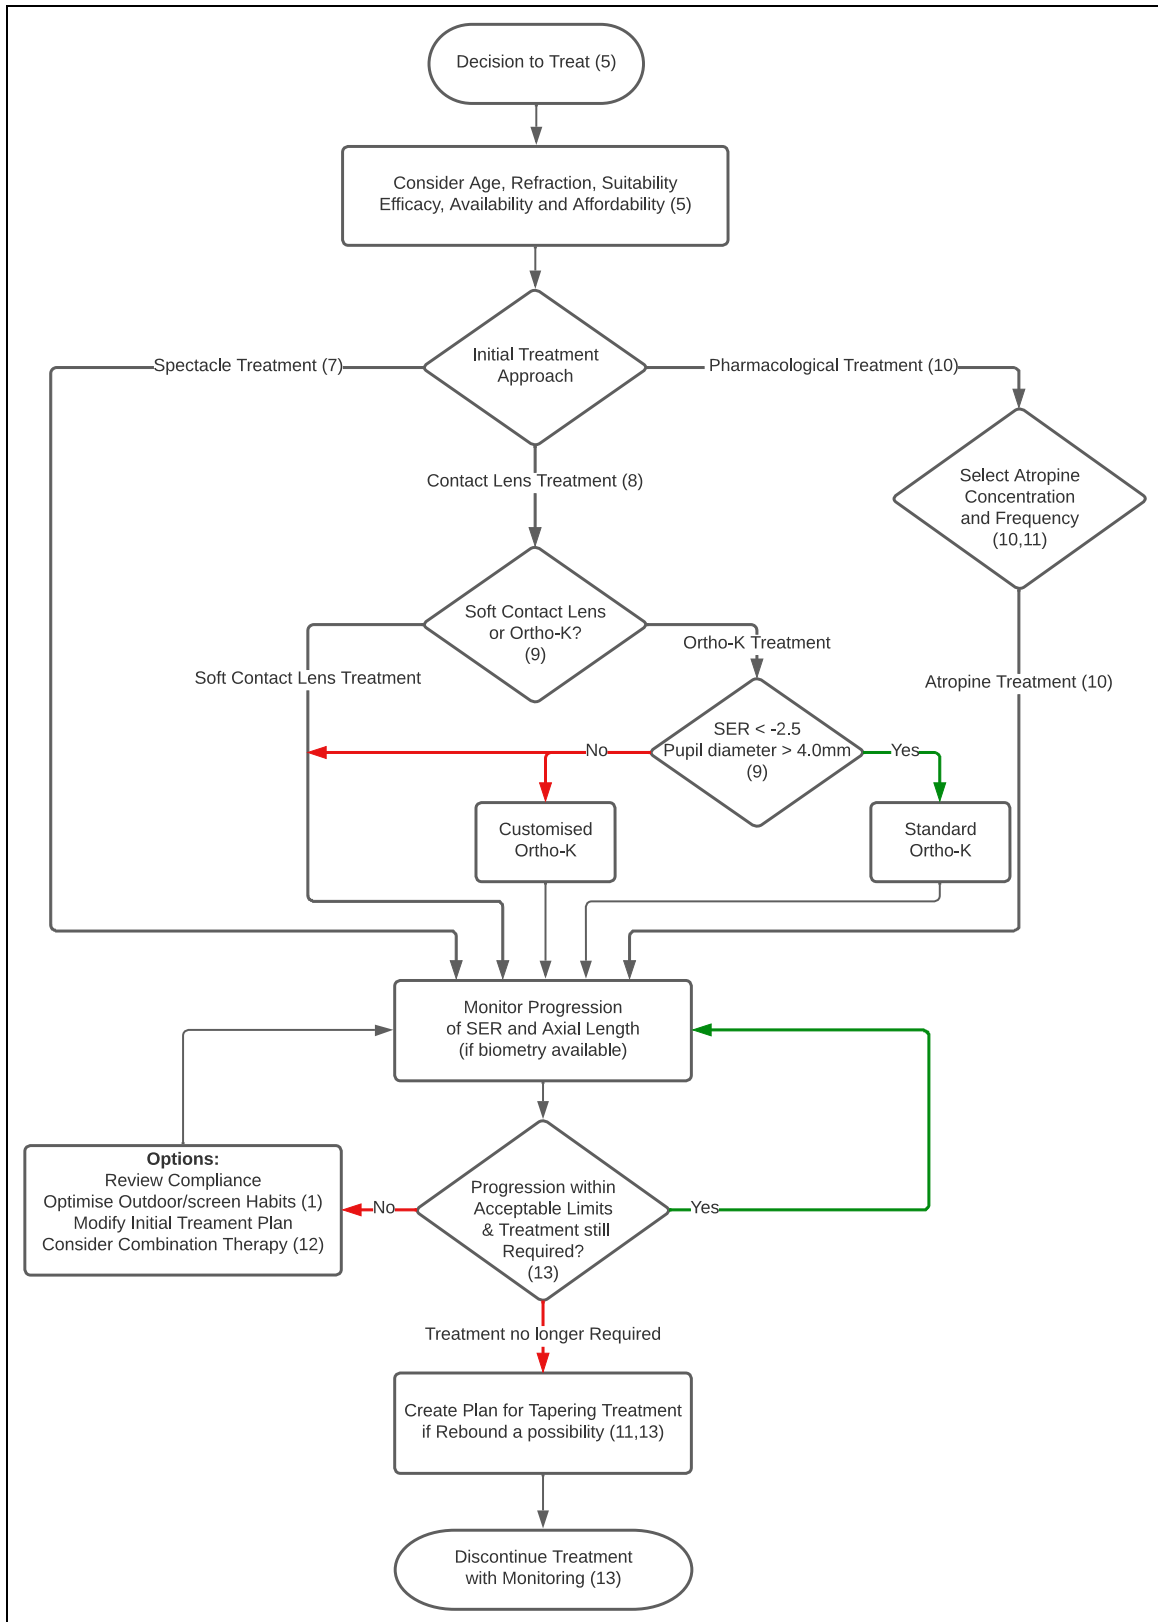 Decision to Treat (5)
Consider Age, Refraction, Suitability
Efficacy, Availability and Affordability (5)
Initial Treatment
Approach
Spectacle Treatment (7)
Pharmacological Treatment (10)
Contact Lens Treatment (8)
Select Atropine
Concentration
and Frequency
(10,11)
Soft Contact Lens
or Ortho-K?
(9)
Ortho-K Treatment
Soft Contact Lens Treatment
Atropine Treatment (10)
SER < -2.5
Pupil diameter > 4.0mm
(9)
No
Yes
Customised
Ortho-K
Standard
Ortho-K
Monitor Progression
of SER and Axial Length
(if biometry available)
Options:
Review Compliance
Optimise Outdoor/screen Habits (1)
Modify Initial Treament Plan
Consider Combination Therapy (12)
No
Progression within
Acceptable Limits
& Treatment still
Required?
(13)
Yes
Treatment no longer Required
Create Plan for Tapering Treatment
if Rebound a possibility (11,13)
Discontinue Treatment
with Monitoring (13)